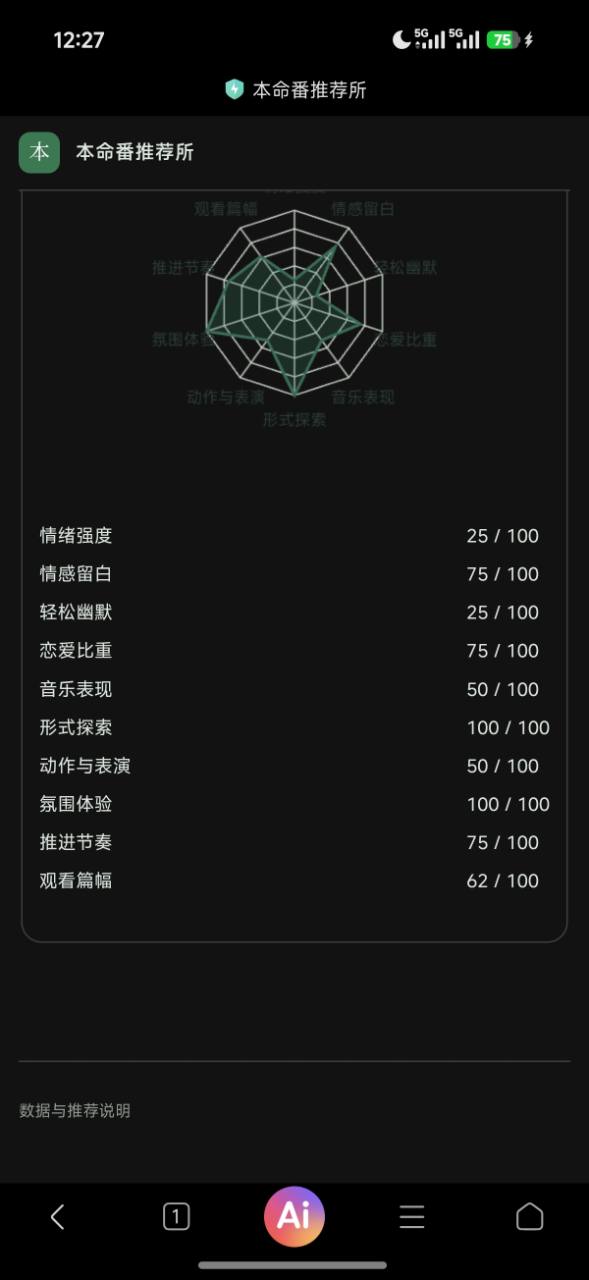 12:27
5G 5G 75
本命番推荐所
本 本命番推荐所
观看篇幅 情感留白
推进节奏 轻松幽默
氛围体验 恋爱比重
动作与表演 音乐表现
形式探索
情绪强度 25 / 100
情感留白 75 / 100
轻松幽默 25 / 100
恋爱比重 75 / 100
音乐表现 50 / 100
形式探索 100 / 100
动作与表演 50 / 100
氛围体验 100 / 100
推进节奏 75 / 100
观看篇幅 62 / 100
数据与推荐说明
1 Ai